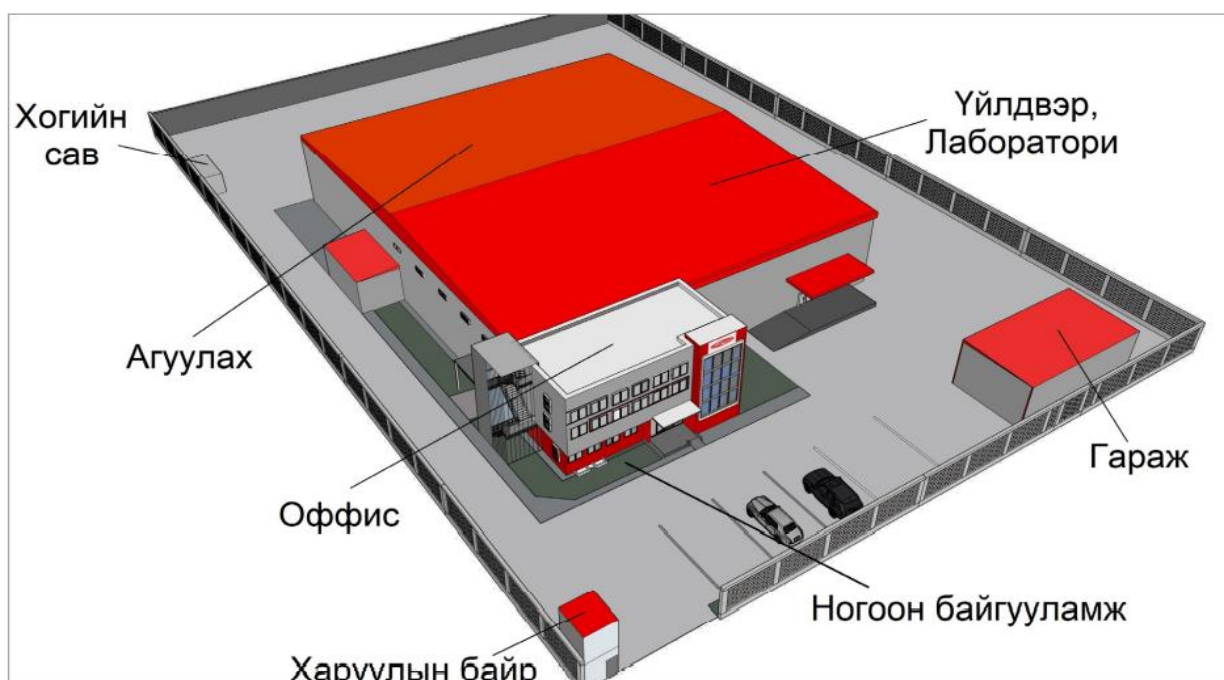 Хогийн
сав
Үйлдвэр,
Лаборатори
Агуулах
Гараж
Оффис
Ногоон байгууламж
Харуулын байр